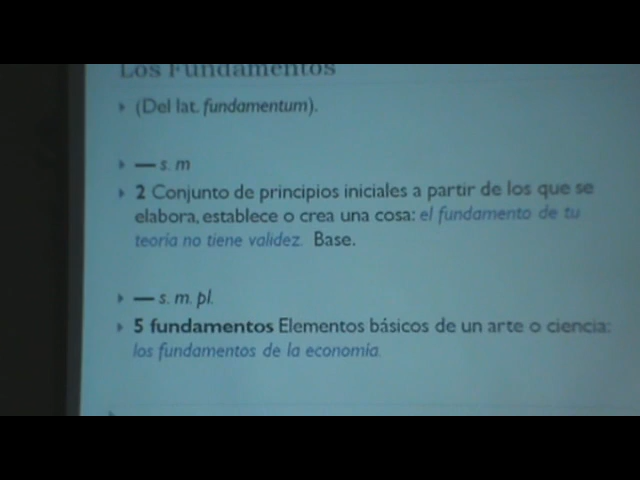 Los Fundamentos
(Del lat. fundamentum).
— s. m
2 Conjunto de principios iniciales a partir de los que se
elabora, establece o crea una cosa: el fundamento de tu
teoría no tiene validez. Base.
— s. m. pl.
5 fundamentos Elementos básicos de un arte o ciencia:
los fundamentos de la economía.